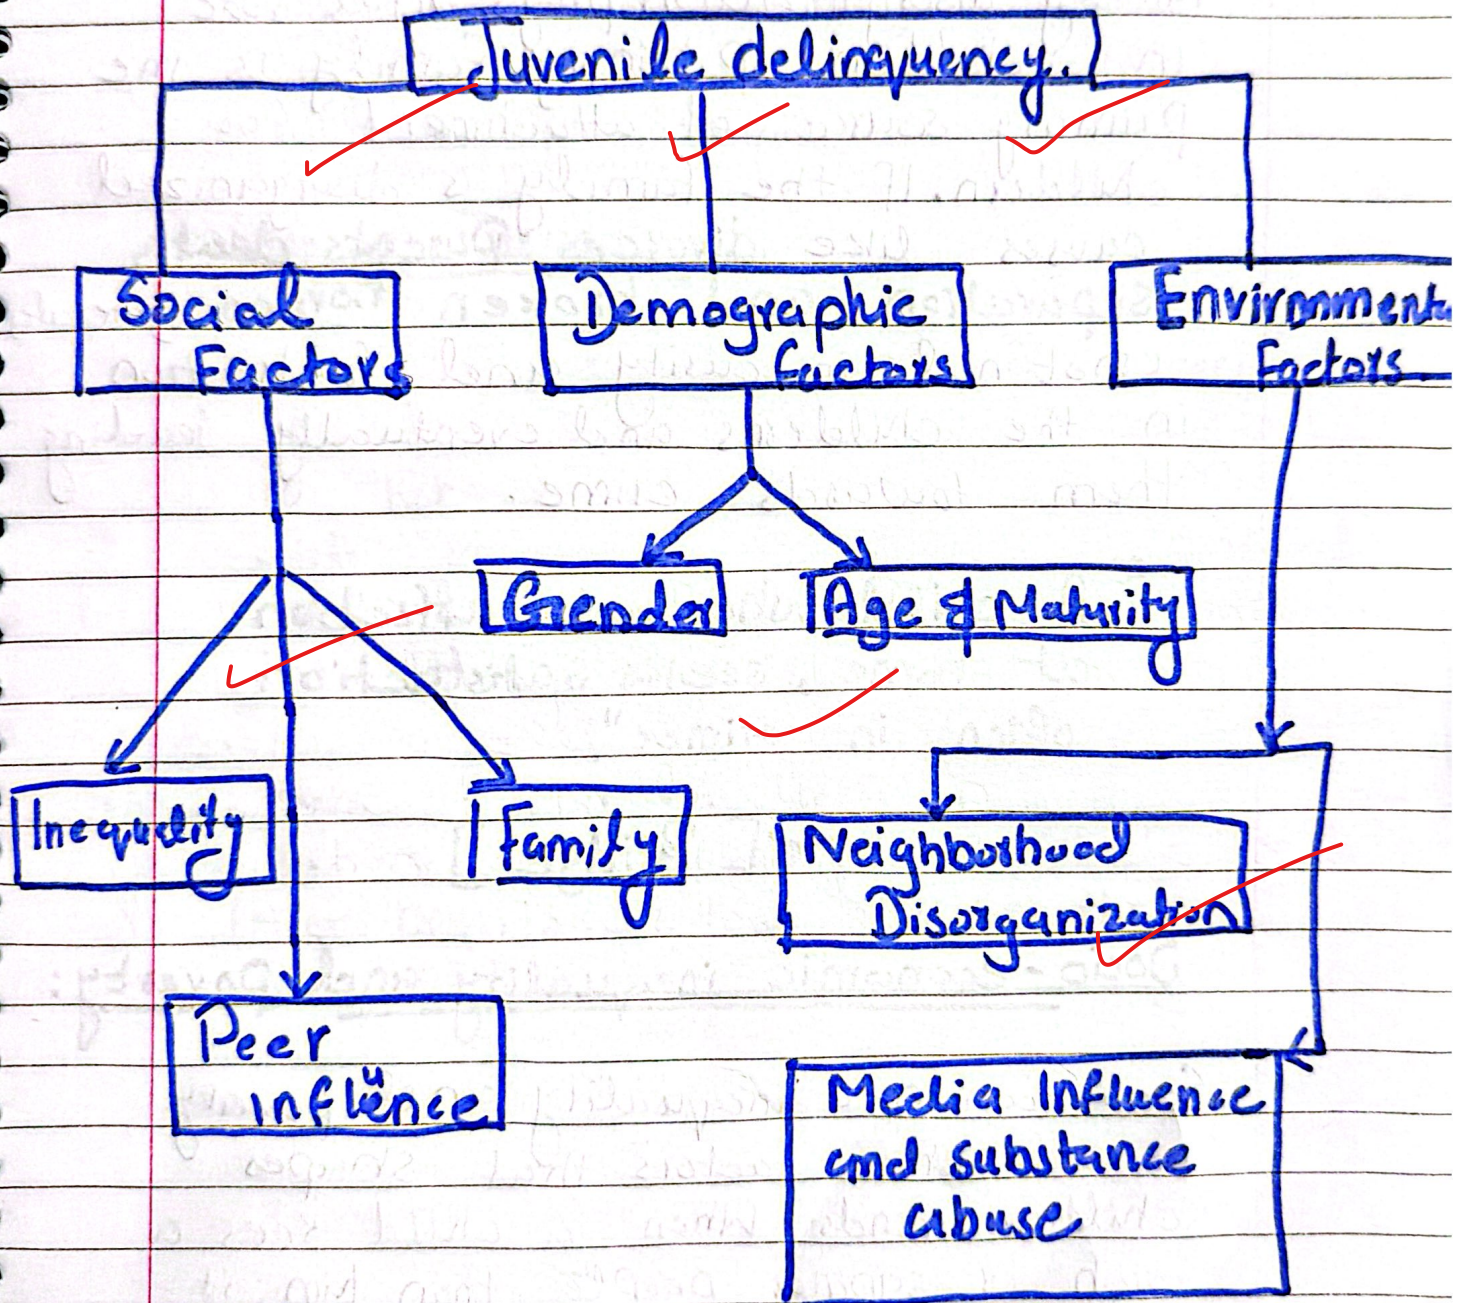 Juvenile delinquency.
Social
Factors
Demographic
factors
Environmenta
Factors
Gender
Age & Maturity
Inequality
Family
Neighborhood
Disorganization
Peer
influence
Media Influence
and substance
abuse